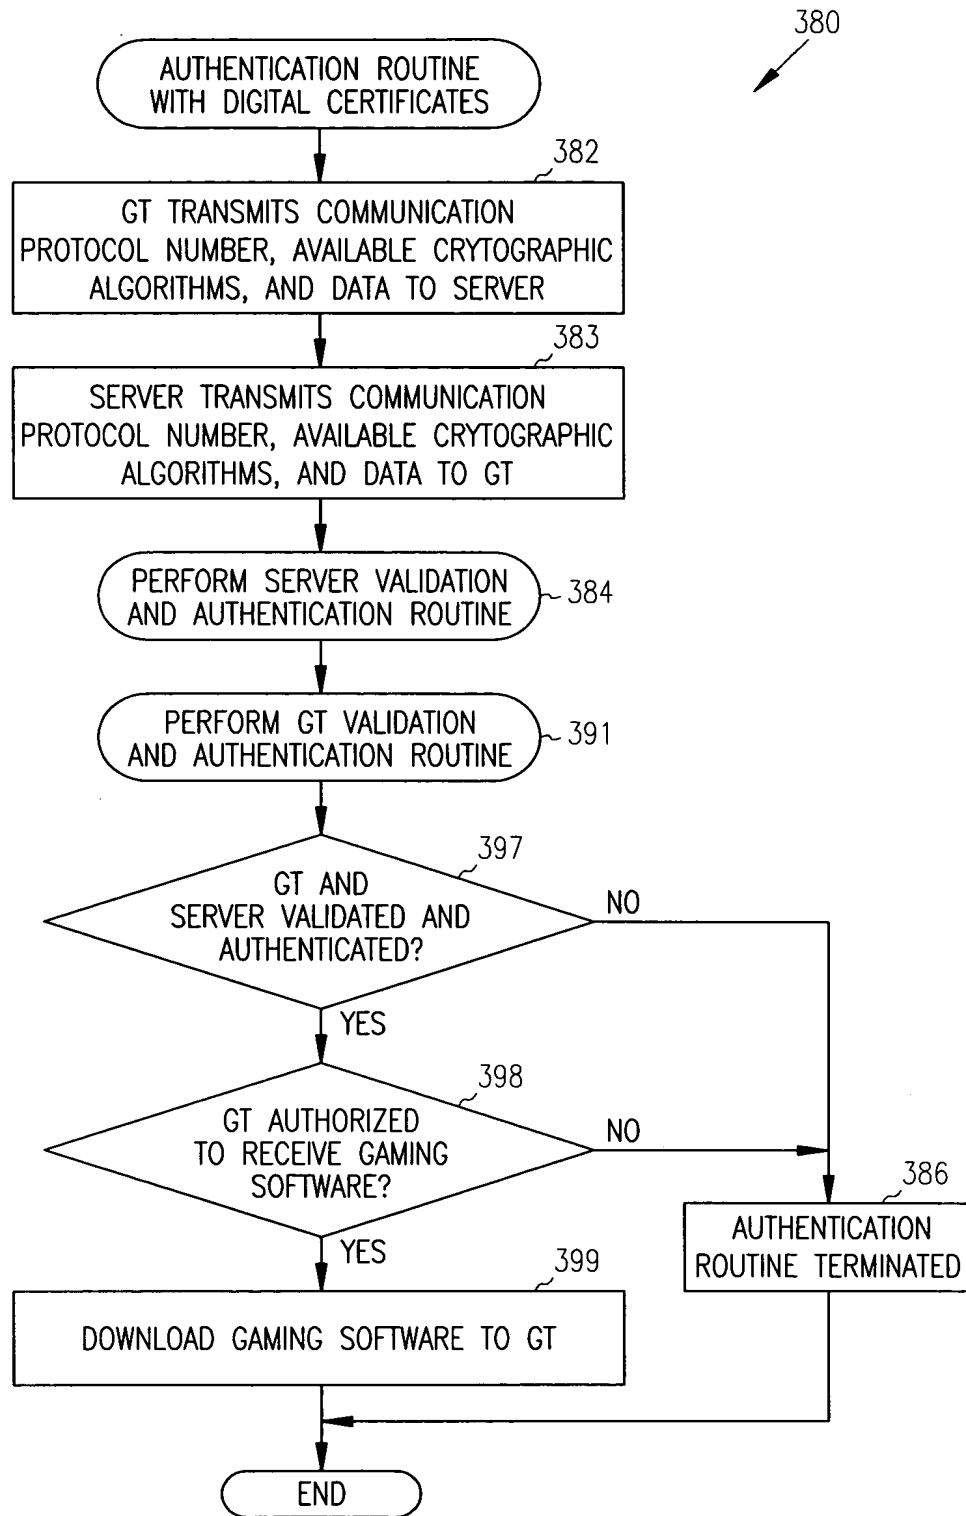 380
AUTHENTICATION ROUTINE
WITH DIGITAL CERTIFICATES
382
GT TRANSMITS COMMUNICATION
PROTOCOL NUMBER, AVAILABLE CRYTOGRAPHIC
ALGORITHMS, AND DATA TO SERVER
383
SERVER TRANSMITS COMMUNICATION
PROTOCOL NUMBER, AVAILABLE CRYTOGRAPHIC
ALGORITHMS, AND DATA TO GT
PERFORM SERVER VALIDATION
AND AUTHENTICATION ROUTINE
384
PERFORM GT VALIDATION
AND AUTHENTICATION ROUTINE
391
397
GT AND
SERVER VALIDATED AND
AUTHENTICATED?
NO
YES
398
GT AUTHORIZED
TO RECEIVE GAMING
SOFTWARE?
NO
YES
386
AUTHENTICATION
ROUTINE TERMINATED
399
DOWNLOAD GAMING SOFTWARE TO GT
END